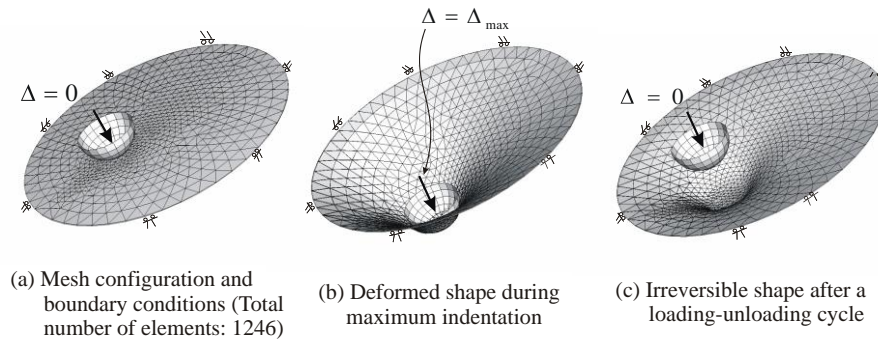 Δ = Δmax
Δ = 0
Δ = 0
(a) Mesh configuration and
boundary conditions (Total
number of elements: 1246)
(b) Deformed shape during
maximum indentation
(c) Irreversible shape after a
loading-unloading cycle